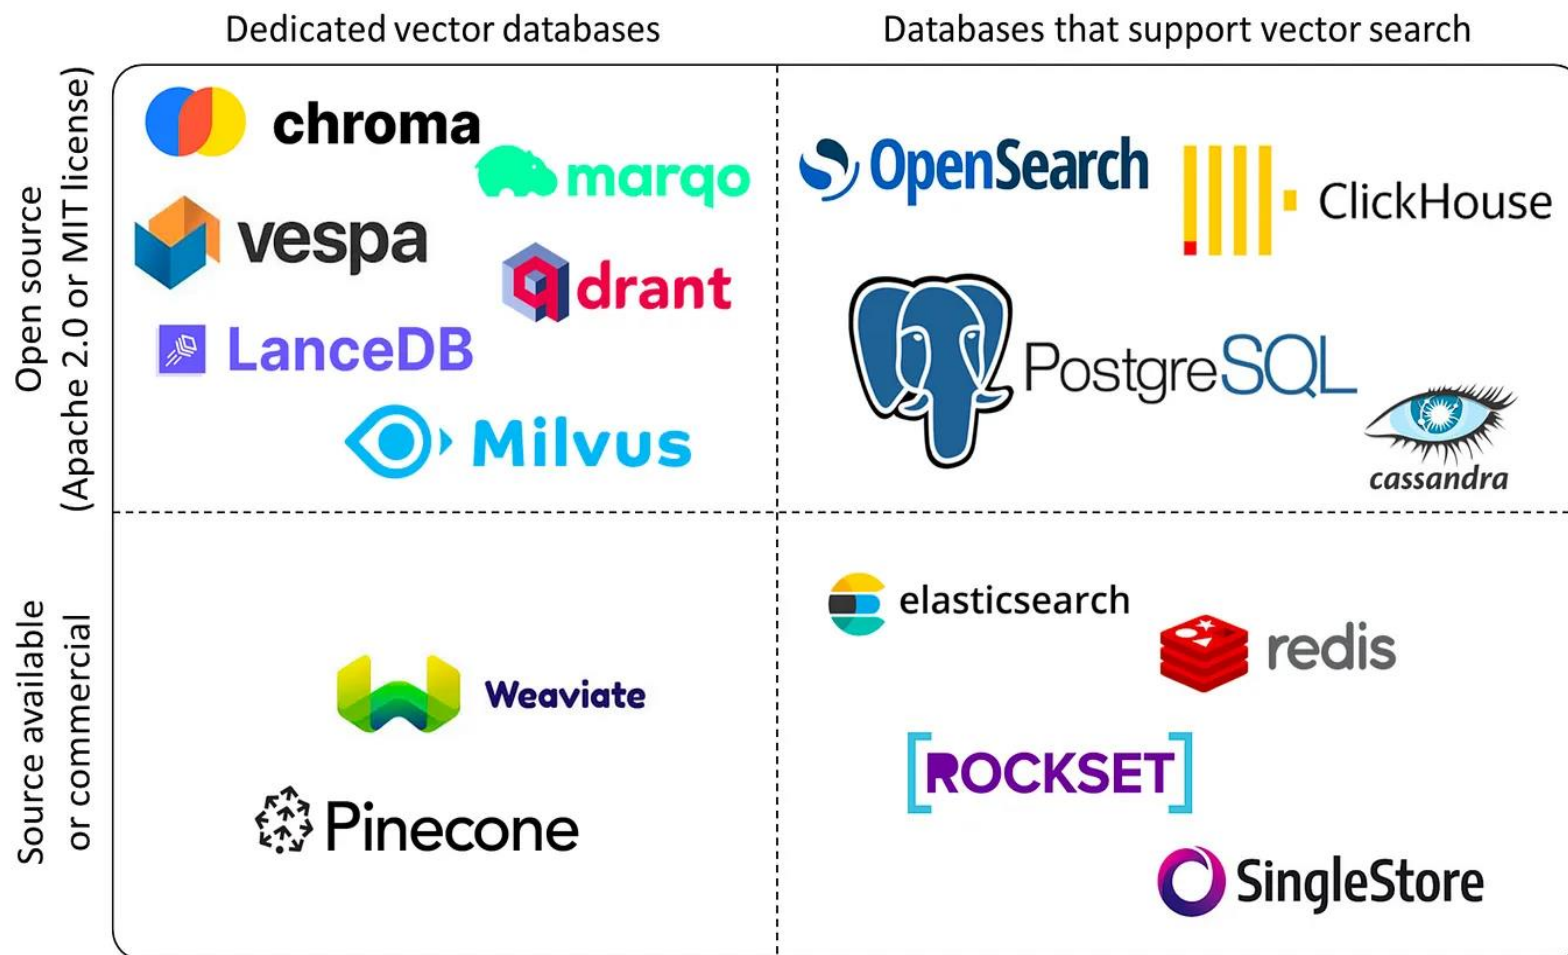 Dedicated vector databases
Databases that support vector search
Open source
(Apache 2.0 or MIT license)
chroma
marqo
vespa
qdrant
LanceDB
Milvus
OpenSearch
ClickHouse
PostgreSQL
cassandra
Source available
or commercial
Weaviate
Pinecone
elasticsearch
redis
[ROCKSET]
SingleStore